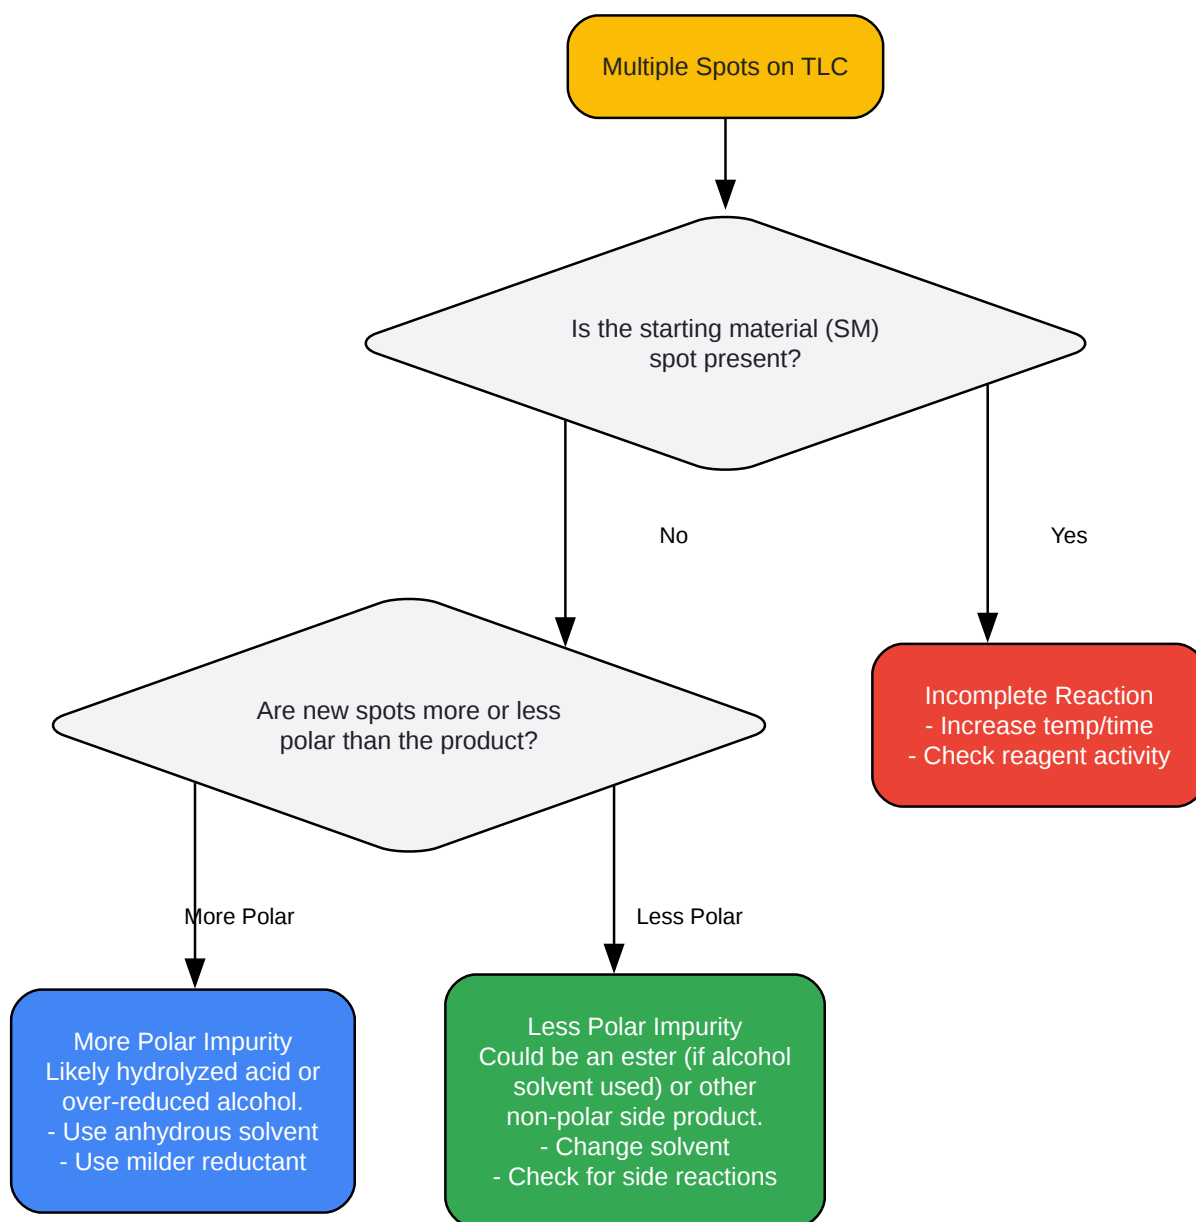 Multiple Spots on TLC
Is the starting material (SM)
spot present?
No
Yes
Are new spots more or less
polar than the product?
Incomplete Reaction
- Increase temp/time
- Check reagent activity
More Polar
Less Polar
More Polar Impurity
Likely hydrolyzed acid or
over-reduced alcohol.
- Use anhydrous solvent
- Use milder reductant
Less Polar Impurity
Could be an ester (if alcohol
solvent used) or other
non-polar side product.
- Change solvent
- Check for side reactions